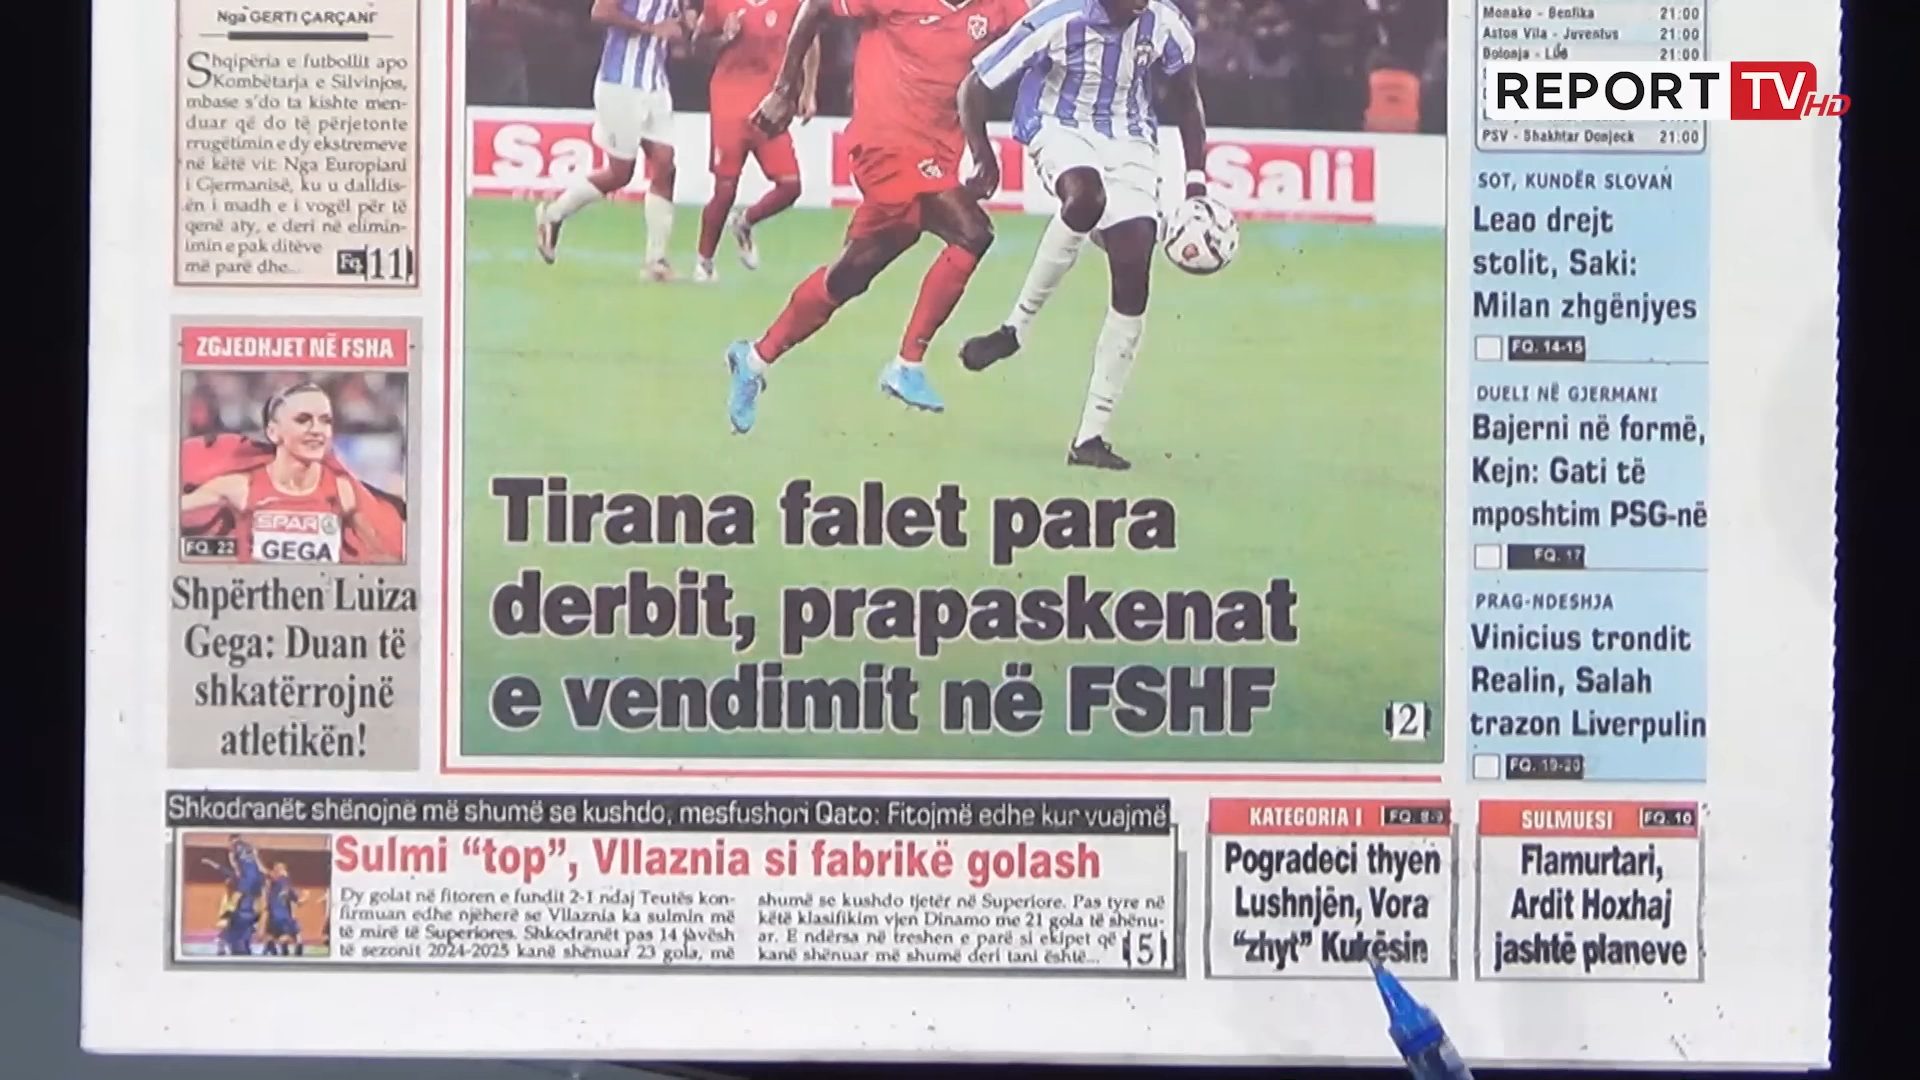 Nga GERTI ÇARÇANI
Shqipëria e futbollit apo
Kombëtarja e Silvinjos,
mbase s'do ta kishte men-
duar që do të përjetonte
rrugëtimin e dy ekstremeve
në këtë vit: Nga Europiani
i Gjermanisë, ku u dalldis-
ën i madh e i vogël për të
qenë aty, e deri në elimin-
imin e pak ditëve
më parë dhe...
Fq. 11
ZGJEDHJET NË FSHA
SPAR
GEGA
FQ. 22
Shpërthen Luiza
Gega: Duan të
shkatërrojnë
atletikën!
Sali
Tirana falet para
derbit, prapaskenat
e vendimit në FSHF
2
Monako - Benfika 21:00
Aston Vila - Juventus 21:00
Bolonja - Lil 21:00
REPORT TV HD
PSV - Shakhtar Donjeck 21:00
SOT, KUNDËR SLOVAN
Leao drejt
stolit, Saki:
Milan zhgënjyes
FQ. 14-15
DUELI NË GJERMANI
Bajerni në formë,
Kejn: Gati të
mposhtim PSG-në
FQ. 17
PRAG-NDESHJA
Vinicius trondit
Realin, Salah
trazon Liverpulin
FQ. 19-20
Shkodranët shënojnë më shumë se kushdo, mesfushori Qato: Fitojmë edhe kur vuajmë
Sulmi “top”, Vllaznia si fabrikë golash
Dy golat në fitoren e fundit 2-1 ndaj Teutës kon-
firmuan edhe njëherë se Vllaznia ka sulmin më
të mirë të Superiores. Shkodranët pas 14 javësh
të sezonit 2024-2025 kanë shënuar 23 gola, më
shumë se kushdo tjetër në Superiore. Pas tyre në
këtë klasifikim vjen Dinamo me 21 gola të shënu-
ar. E ndërsa në treshen e parë si ekipet që
kanë shënuar më shumë deri tani është...
5
KATEGORIA I FQ. 8-9
Pogradeci thyen
Lushnjën, Vora
“zhyt” Kukësin
SULMUESI FQ. 10
Flamurtari,
Ardit Hoxhaj
jashtë planeve